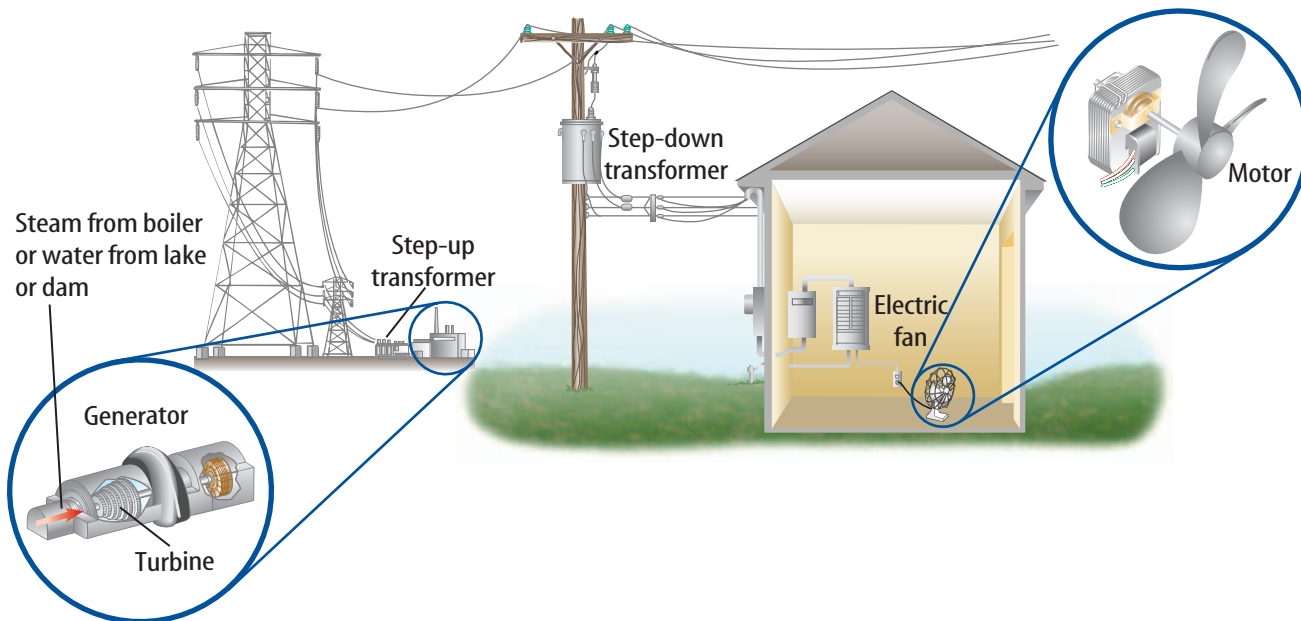 Step-down
transformer
Motor
Steam from boiler
or water from lake
or dam
Step-up
transformer
Electric
fan
Generator
Turbine